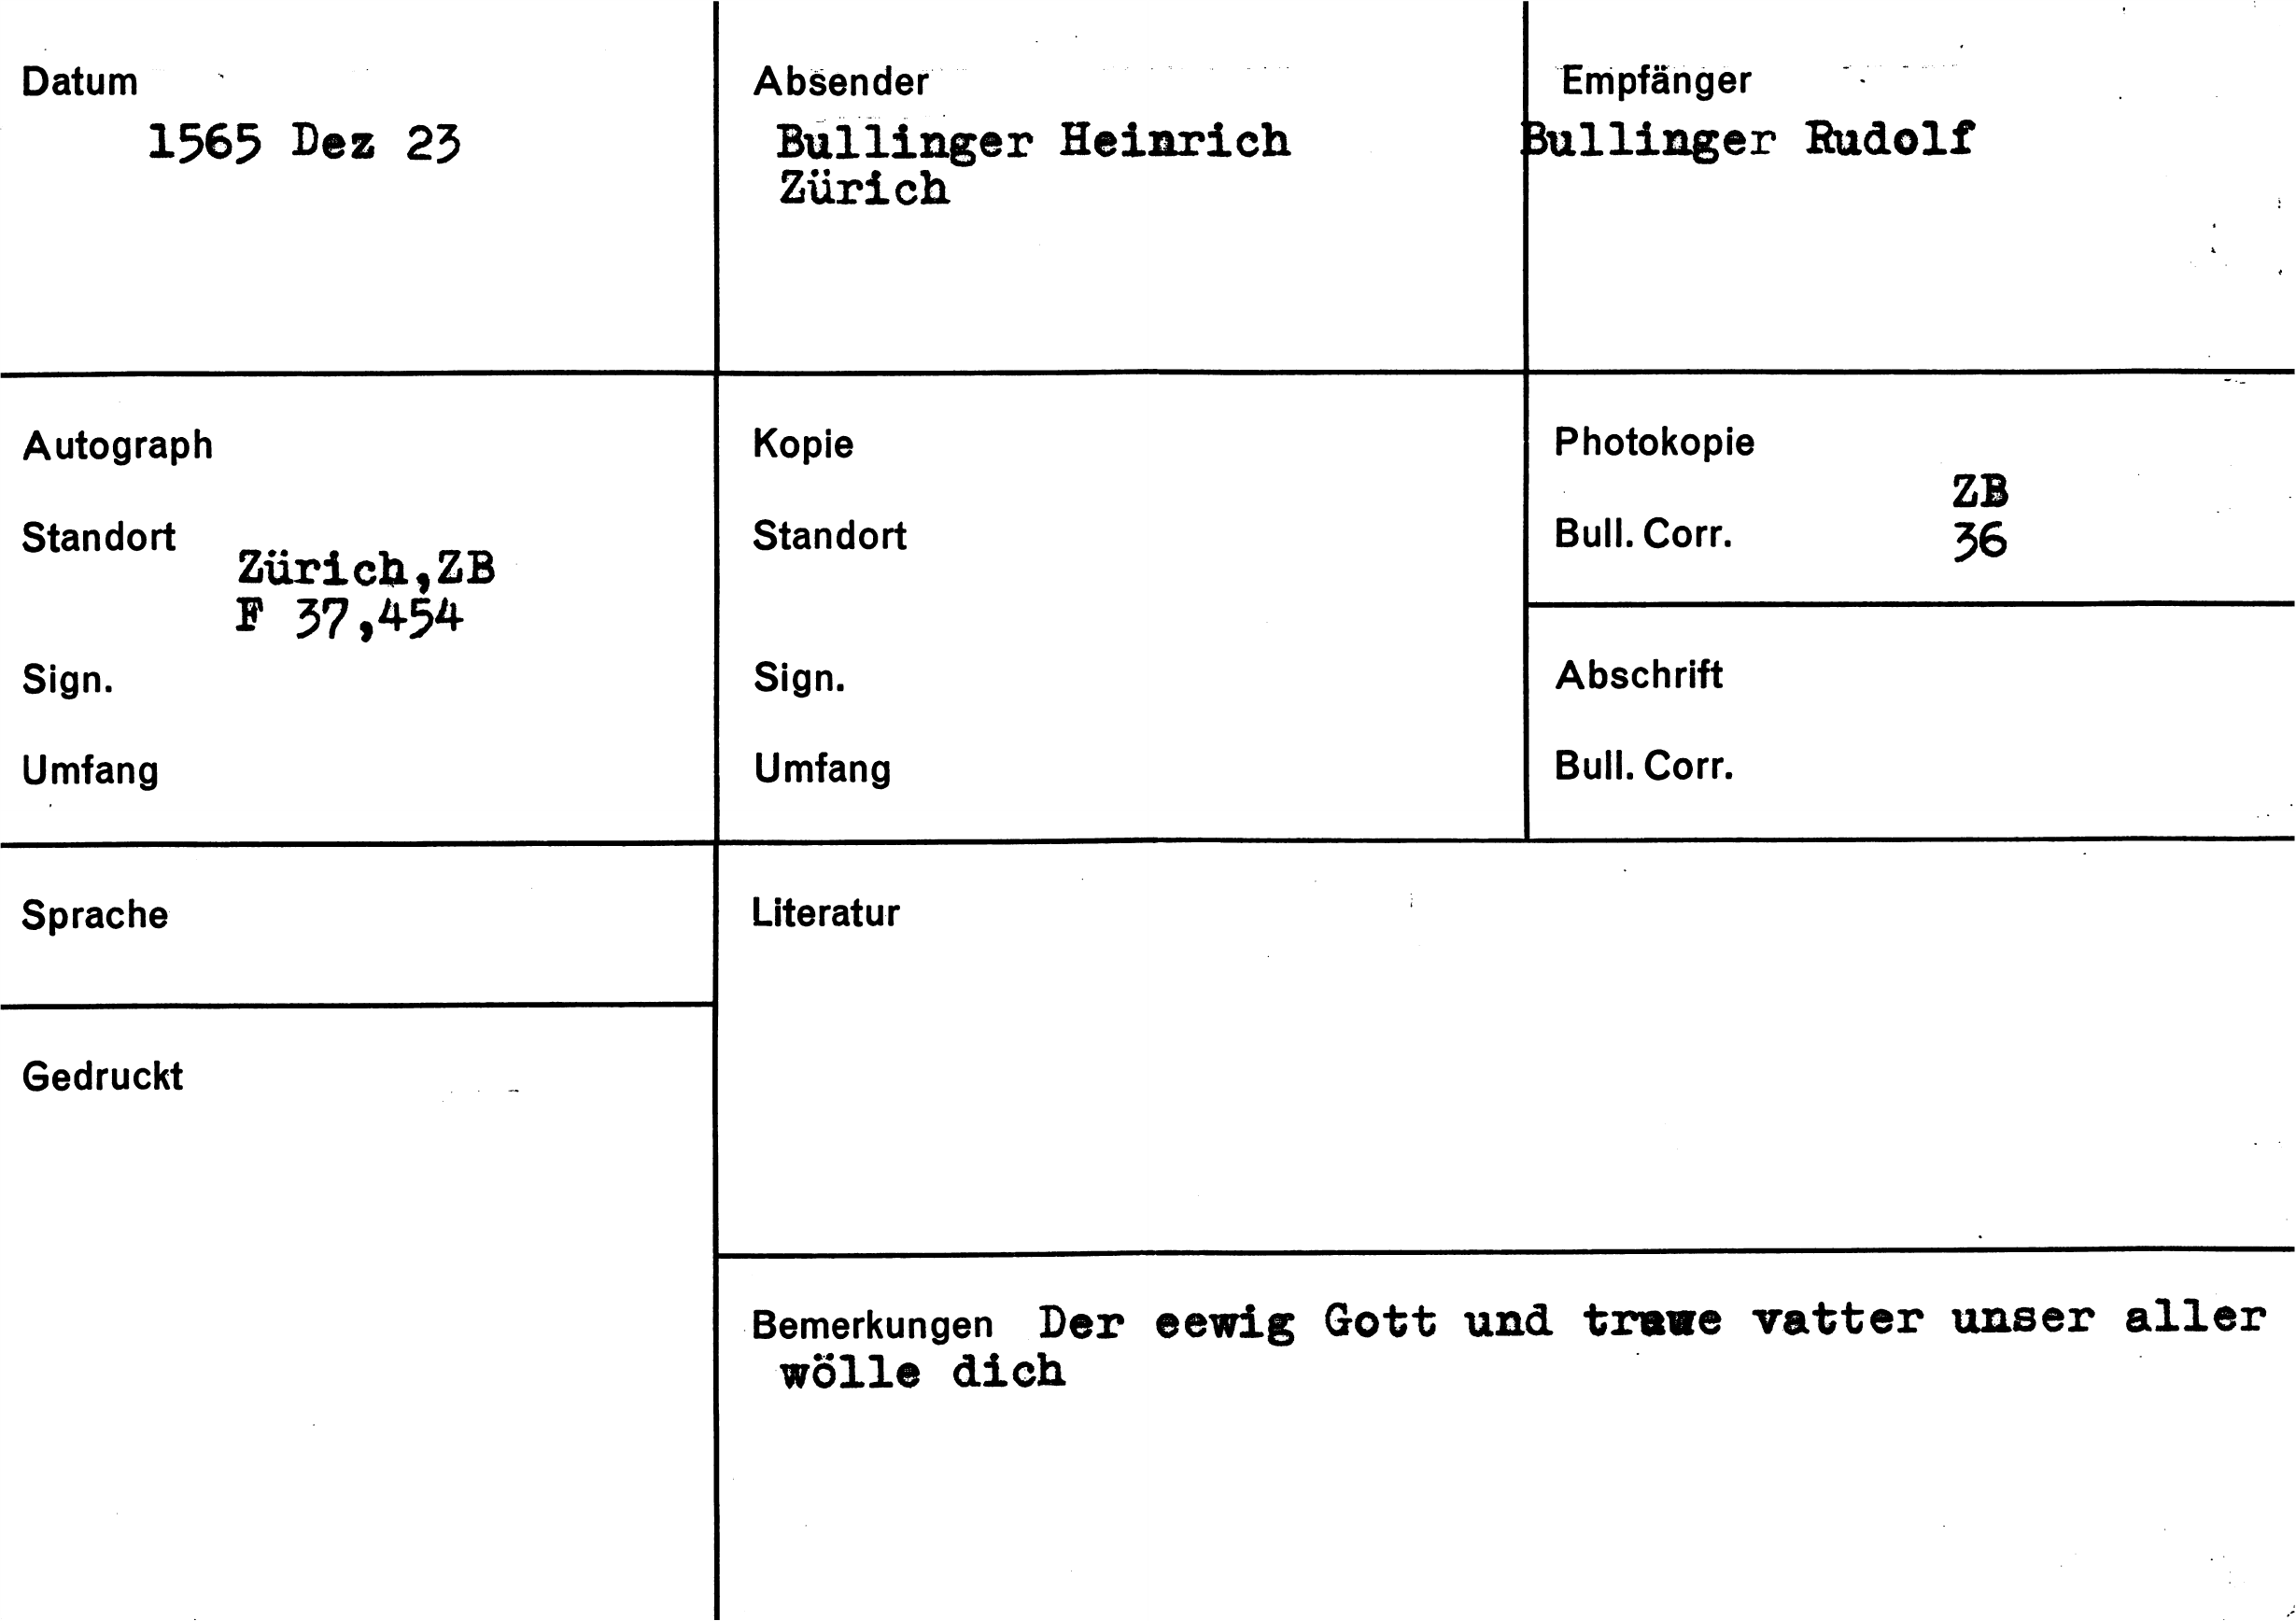 Datum
1565 Dez 23
Absender
Bullinger Heinrich
Zürich
Empfänger
Bullinger Rudolf
Autograph
Standort
Zürich,ZB
F 37,454
Sign.
Umfang
Kopie
Standort
Sign.
Umfang
Photokopie
ZB
Bull. Corr. 36
Abschrift
Bull. Corr.
Sprache
Literatur
Gedruckt
Bemerkungen Der eewig Gott und vatter unser aller
wölle dich